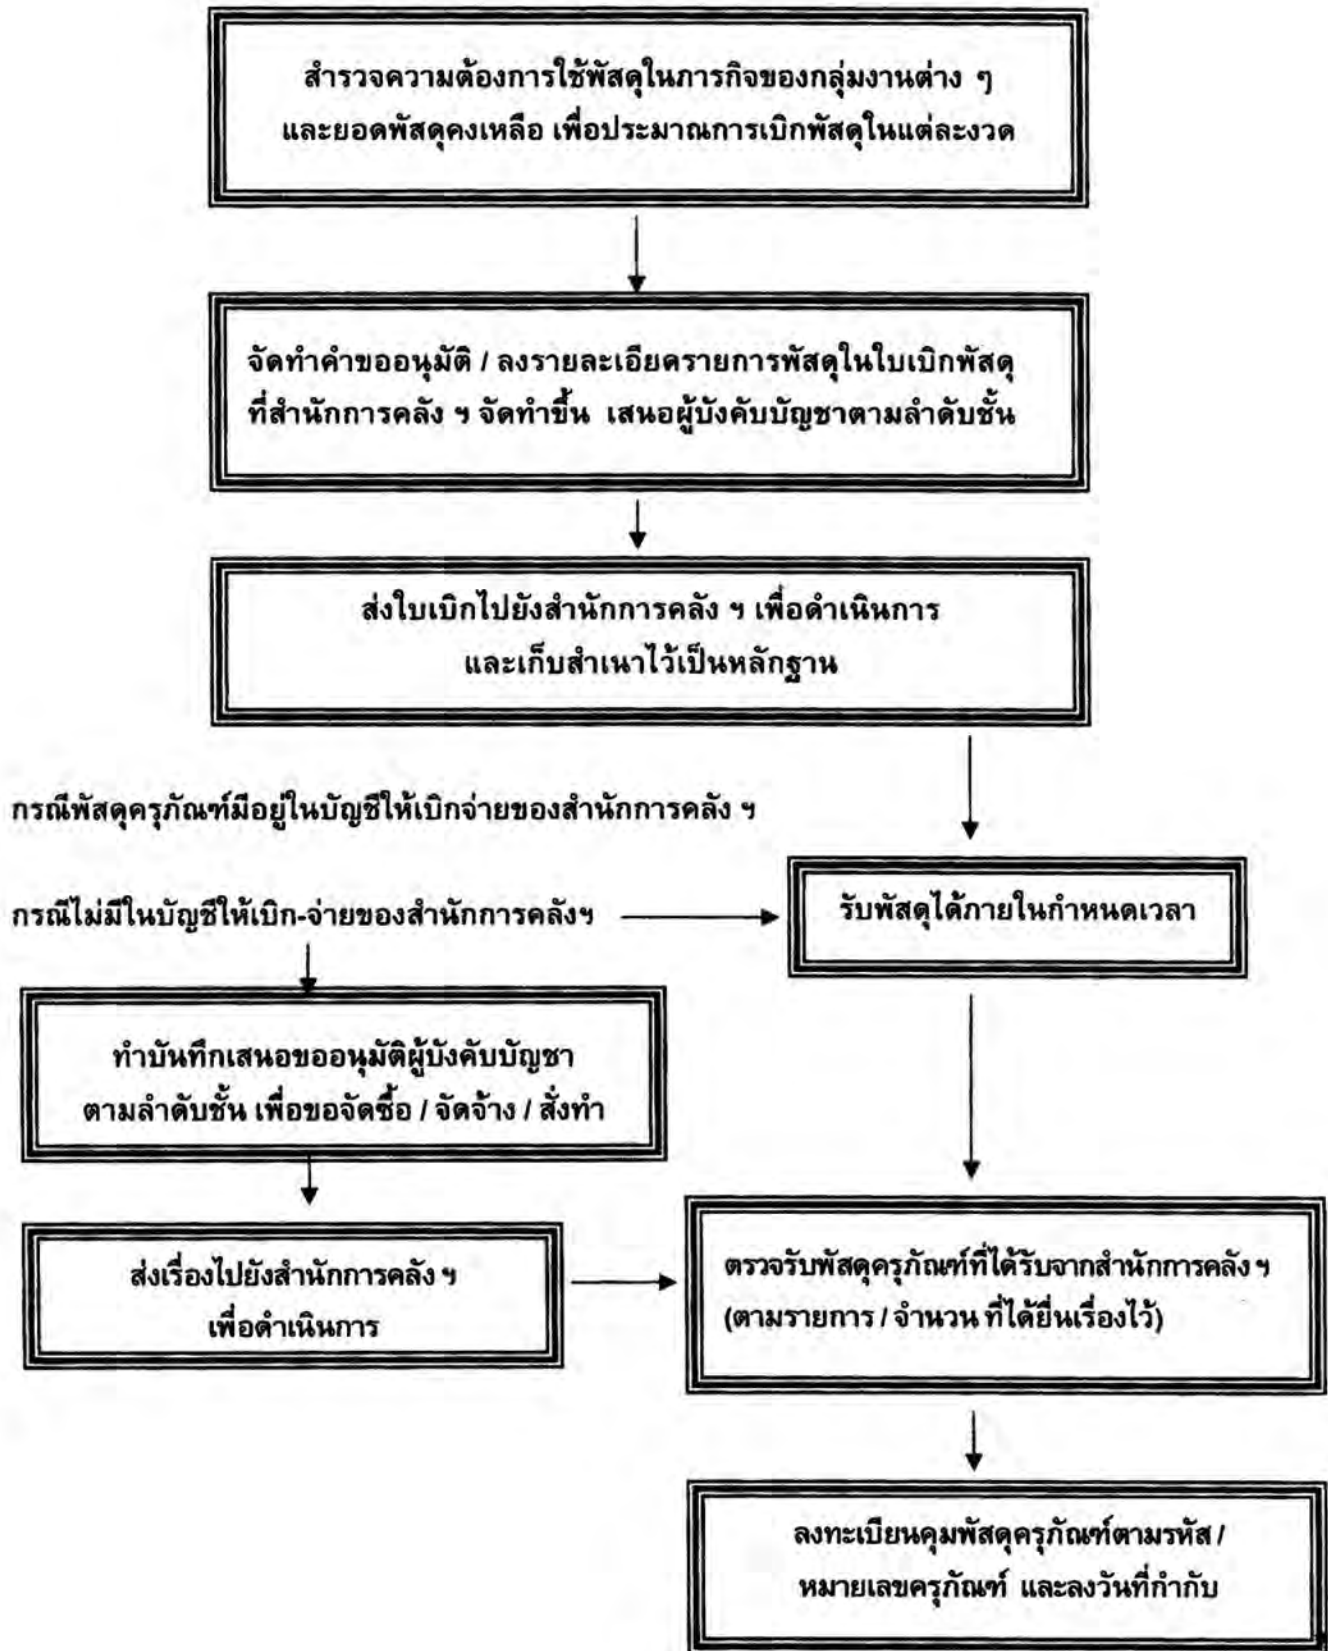 สำรวจความต้องการใช้พัสดุในภารกิจของกลุ่มงานต่าง ๆ
และยอดพัสดุคงเหลือ เพื่อประมาณการเบิกพัสดุในแต่ละงวด
จัดทำคำขออนุมัติ / ลงรายละเอียดรายการพัสดุในใบเบิกพัสดุ
ที่สำนักการคลัง ฯ จัดทำขึ้น เสนอผู้บังคับบัญชาตามลำดับชั้น
ส่งใบเบิกไปยังสำนักการคลัง ฯ เพื่อดำเนินการ
และเก็บสำเนาไว้เป็นหลักฐาน
กรณีพัสดุครุภัณฑ์มีอยู่ในบัญชีให้เบิกจ่ายของสำนักการคลัง ฯ
กรณีไม่มีในบัญชีให้เบิก-จ่ายของสำนักการคลังฯ
รับพัสดุได้ภายในกำหนดเวลา
ทำบันทึกเสนอขออนุมัติผู้บังคับบัญชา
ตามลำดับชั้น เพื่อขอจัดซื้อ / จัดจ้าง / สั่งทำ
ส่งเรื่องไปยังสำนักการคลัง ฯ
เพื่อดำเนินการ
ตรวจรับพัสดุครุภัณฑ์ที่ได้รับจากสำนักการคลัง ฯ
(ตามรายการ / จำนวน ที่ได้ยื่นเรื่องไว้)
ลงทะเบียนคุมพัสดุครุภัณฑ์ตามรหัส /
หมายเลขครุภัณฑ์ และลงวันที่กำกับ